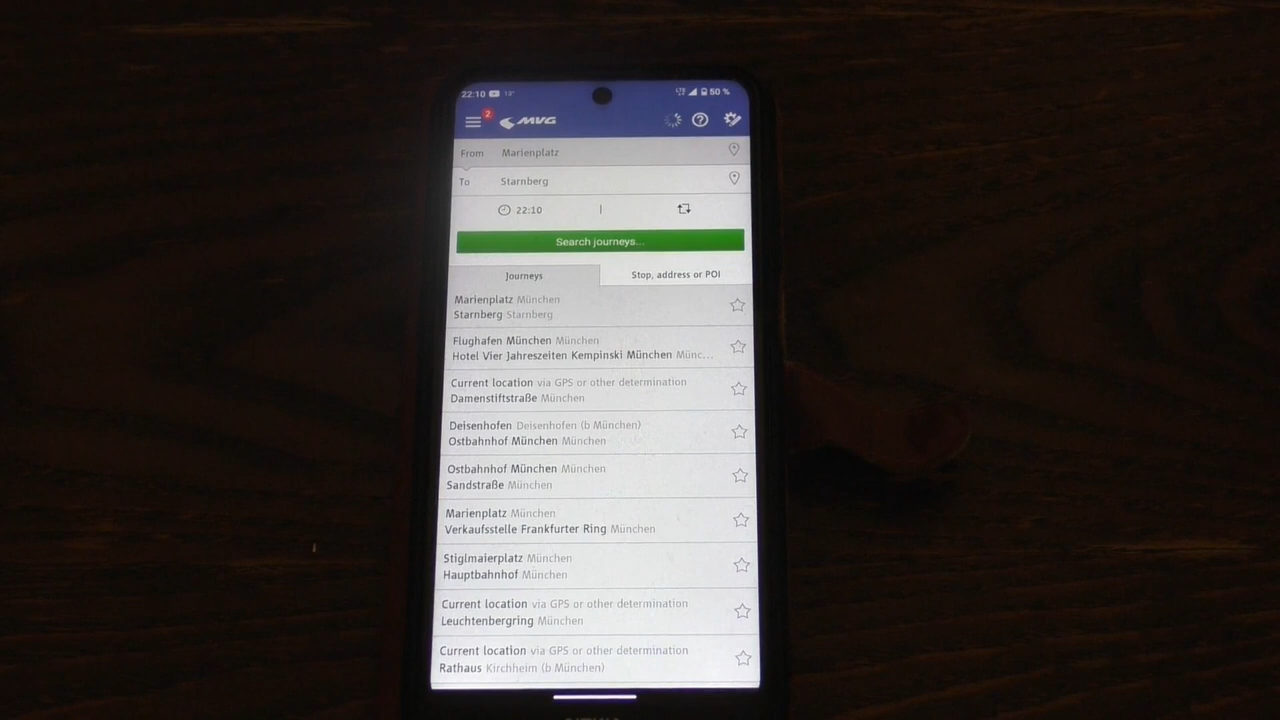 22:10 13° LTE 50 %
2 MVG
From Marienplatz
To Starnberg
22:10
Search journeys...
Journeys Stop, address or POI
Marienplatz München
Starnberg Starnberg
Flughafen München München
Hotel Vier Jahreszeiten Kempinski München Münc...
Current location via GPS or other determination
Damenstiftstraße München
Deisenhofen Deisenhofen (b München)
Ostbahnhof München München
Ostbahnhof München München
Sandstraße München
Marienplatz München
Verkaufsstelle Frankfurter Ring München
Stiglmaierplatz München
Hauptbahnhof München
Current location via GPS or other determination
Leuchtenbergring München
Current location via GPS or other determination
Rathaus Kirchheim (b München)